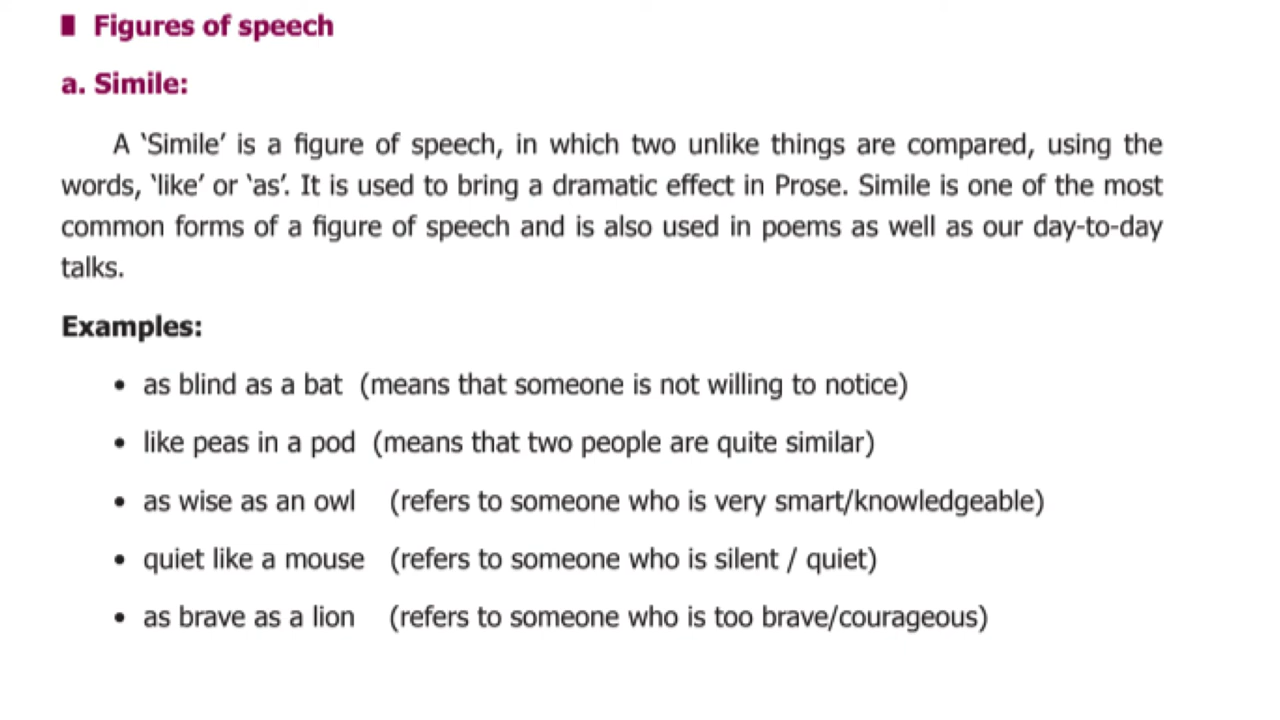 Figures of speech
a. Simile:
A ‘Simile’ is a figure of speech, in which two unlike things are compared, using the
words, ‘like’ or ‘as’. It is used to bring a dramatic effect in Prose. Simile is one of the most
common forms of a figure of speech and is also used in poems as well as our day-to-day
talks.
Examples:
• as blind as a bat (means that someone is not willing to notice)
• like peas in a pod (means that two people are quite similar)
• as wise as an owl (refers to someone who is very smart/knowledgeable)
• quiet like a mouse (refers to someone who is silent / quiet)
• as brave as a lion (refers to someone who is too brave/courageous)